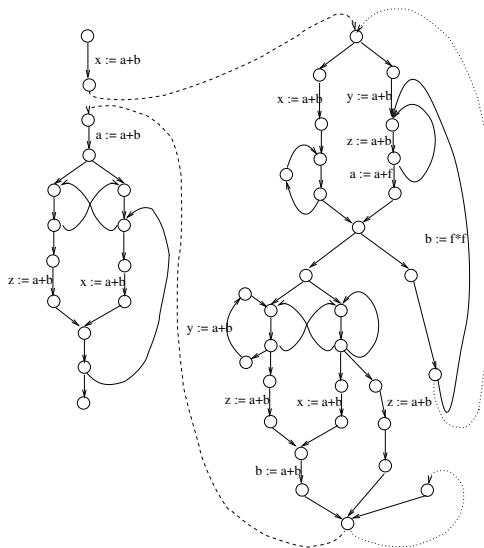 x := a+b
a := a+b
z := a+b
x := a+b
x := a+b
y := a+b
z := a+b
a := a+f
b := f*f
y := a+b
z := a+b
x := a+b
z := a+b
b := a+b